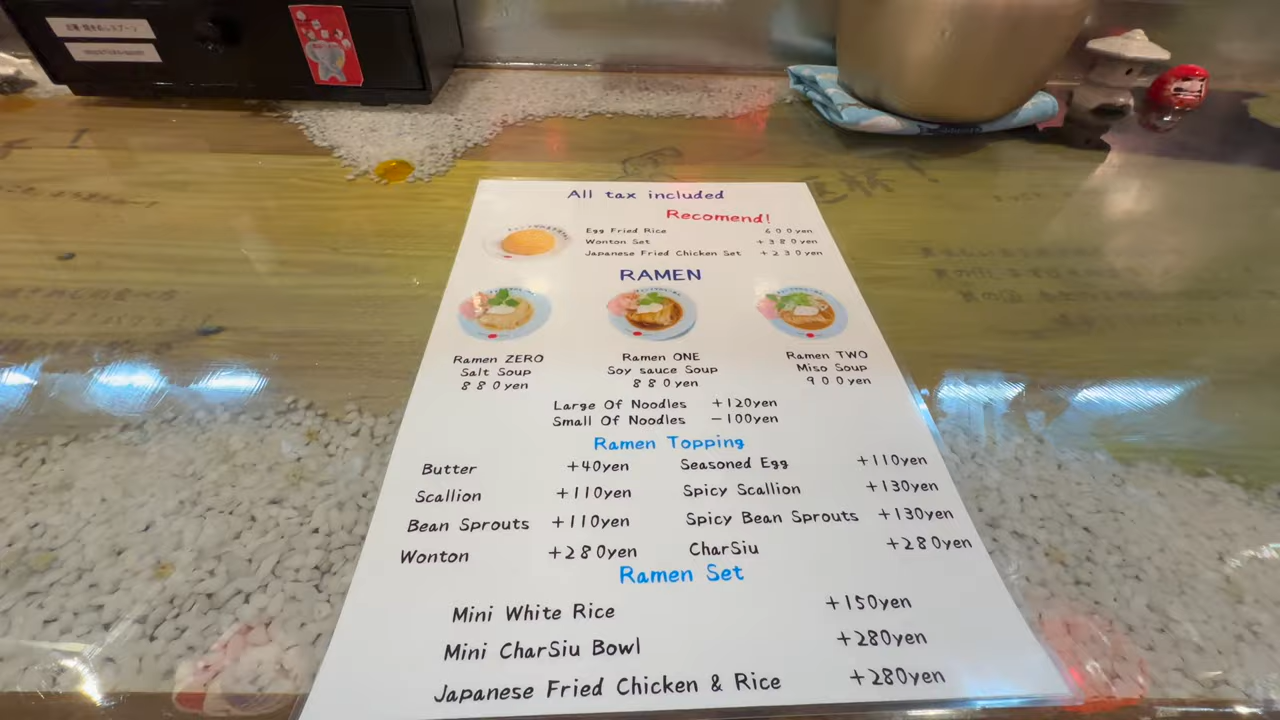 All tax included
Recomend!
Egg Fried Rice 600yen
Wonton Set +380yen
Japanese Fried Chicken Set +230yen
RAMEN
Ramen ZERO
Salt Soup
880yen
Ramen ONE
Soy sauce Soup
880yen
Ramen TWO
Miso Soup
900yen
Large Of Noodles +120yen
Small Of Noodles -100yen
Ramen Topping
Butter +40yen Seasoned Egg +110yen
Scallion +110yen Spicy Scallion +130yen
Bean Sprouts +110yen Spicy Bean Sprouts +130yen
Wonton +280yen CharSiu +280yen
Ramen Set
Mini White Rice +150yen
Mini CharSiu Bowl +280yen
Japanese Fried Chicken & Rice +280yen